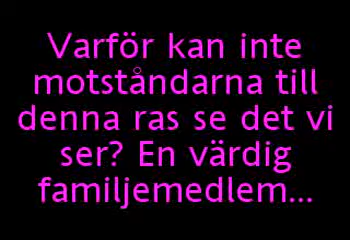 Varför kan inte
motståndarna till
denna ras se det vi
ser? En värdig
familjemedlem...